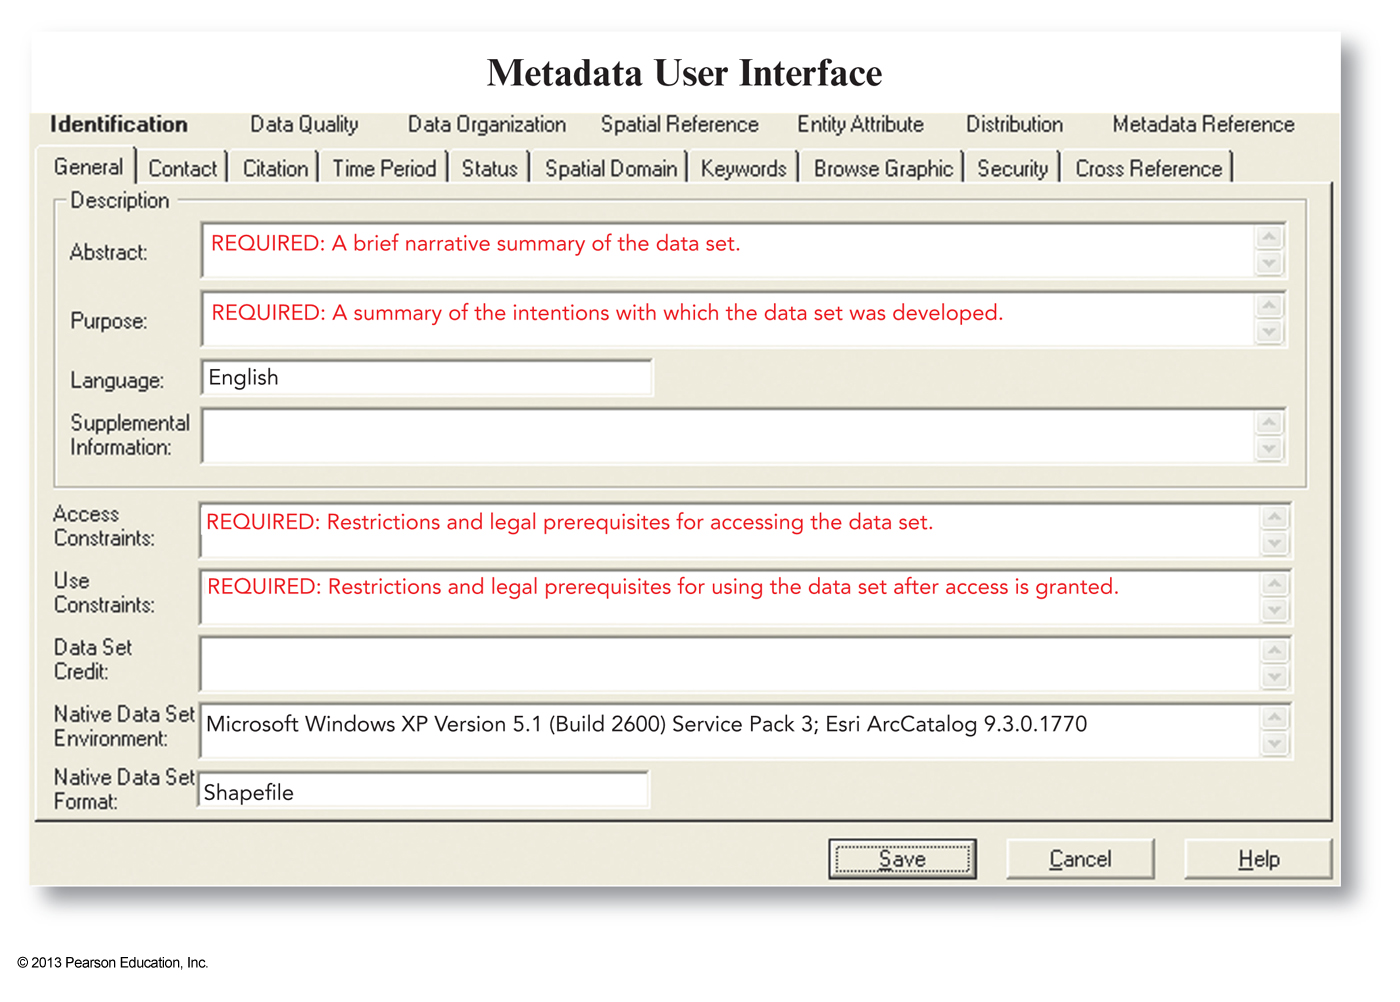 Metadata User Interface
Identification Data Quality Data Organization Spatial Reference Entity Attribute Distribution Metadata Reference
General Contact Citation Time Period Status Spatial Domain Keywords Browse Graphic Security Cross Reference
Description
Abstract: REQUIRED: A brief narrative summary of the data set.
Purpose: REQUIRED: A summary of the intentions with which the data set was developed.
Language: English
Supplemental
Information:
Access
Constraints: REQUIRED: Restrictions and legal prerequisites for accessing the data set.
Use
Constraints: REQUIRED: Restrictions and legal prerequisites for using the data set after access is granted.
Data Set
Credit:
Native Data Set
Environment: Microsoft Windows XP Version 5.1 (Build 2600) Service Pack 3; Esri ArcCatalog 9.3.0.1770
Native Data Set
Format: Shapefile
Save Cancel Help
© 2013 Pearson Education, Inc.